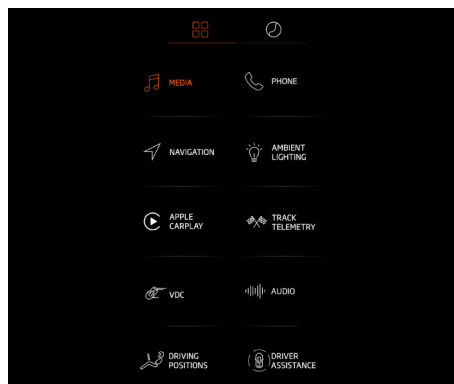 MEDIA
PHONE
NAVIGATION
AMBIENT
LIGHTING
APPLE
CARPLAY
TRACK
TELEMETRY
VDC
AUDIO
DRIVING
POSITIONS
DRIVER
ASSISTANCE